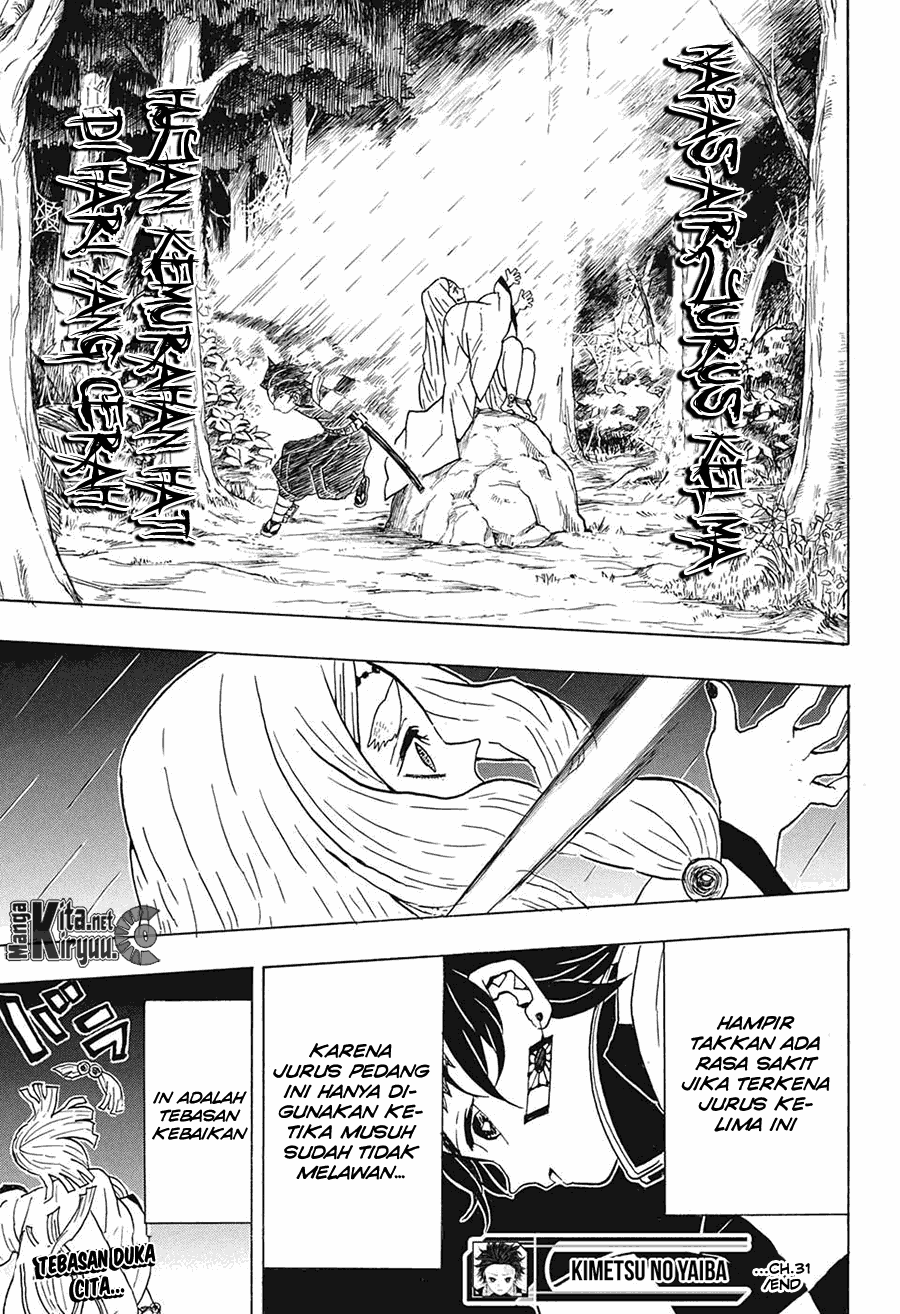 NAPAS AIR JURUS KELIMA
HUJAN KEMURAHAN HATI
DI HARI YANG CERAH
HAMPIR
TAKKAN ADA
RASA SAKIT
JIKA TERKENA
JURUS KE-
LIMA INI
KARENA
JURUS PEDANG
INI HANYA DI-
GUNAKAN KE-
TIKA MUSUH
SUDAH TIDAK
MELAWAN...
IN ADALAH
TEBASAN
KEBAIKAN
TEBASAN DUKA
CITA...
KIMETSU NO YAIBA
...CH.31
/END
Manga
Kita.net
Kiryuu.